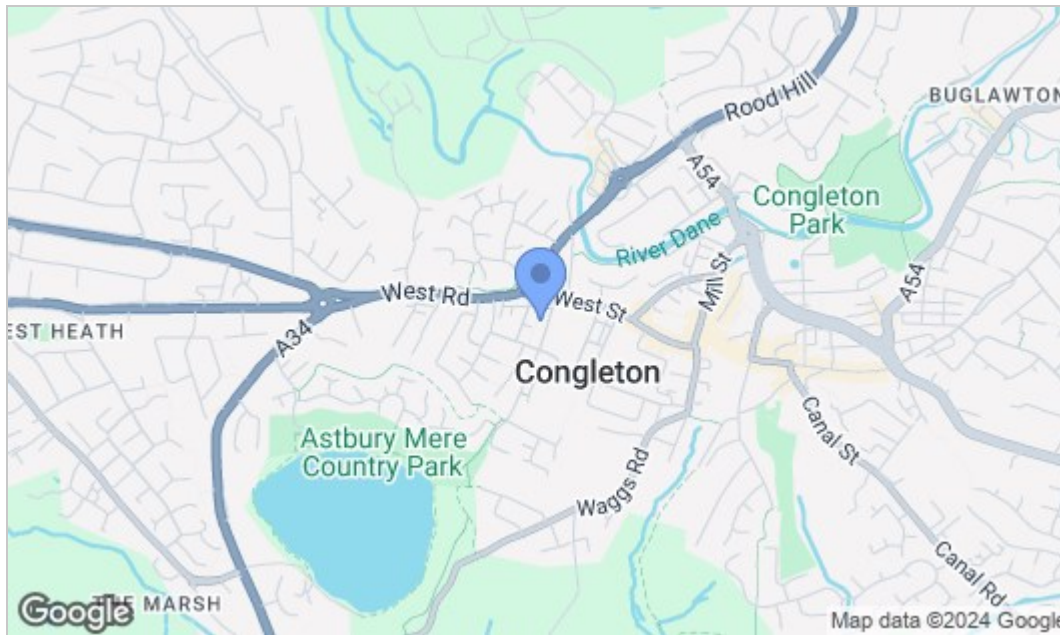 BUGLAWTON
Rood Hill
A54
Congleton
Park
River Dane
A54
Mill St
West Rd
West St
EST HEATH
A34
Congleton
Canal St
Astbury Mere
Country Park
Waggs Rd
Canal Rd
THE MARSH
Google
Map data ©2024 Google